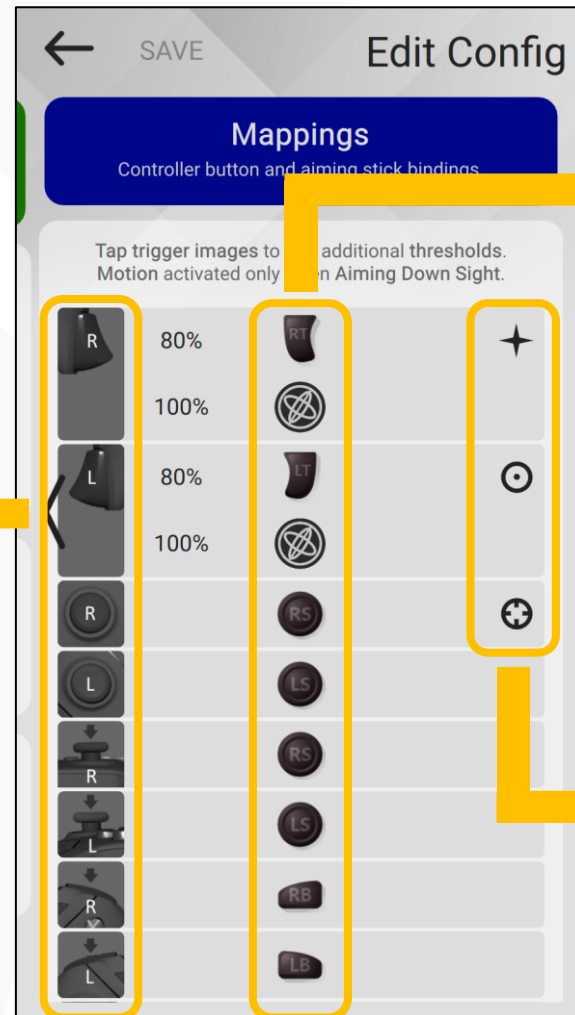 SAVE Edit Config
Mappings
Controller button and aiming stick bindings
Tap trigger images to additional thresholds.
Motion activated only Aiming Down Sight.
R 80% RT
100%
L 80% LT
100%
R RS
L LS
R RS
L LS
R RB
L LB